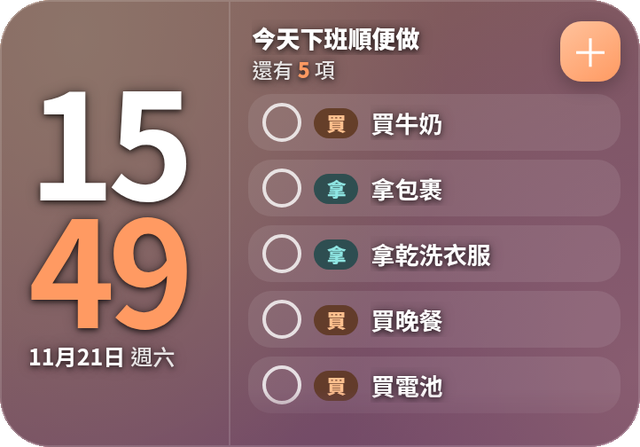 15
49
11月21日 週六
今天下班順便做
還有 5 項
買 買牛奶
拿 拿包裹
拿 拿乾洗衣服
買 買晚餐
買 買電池